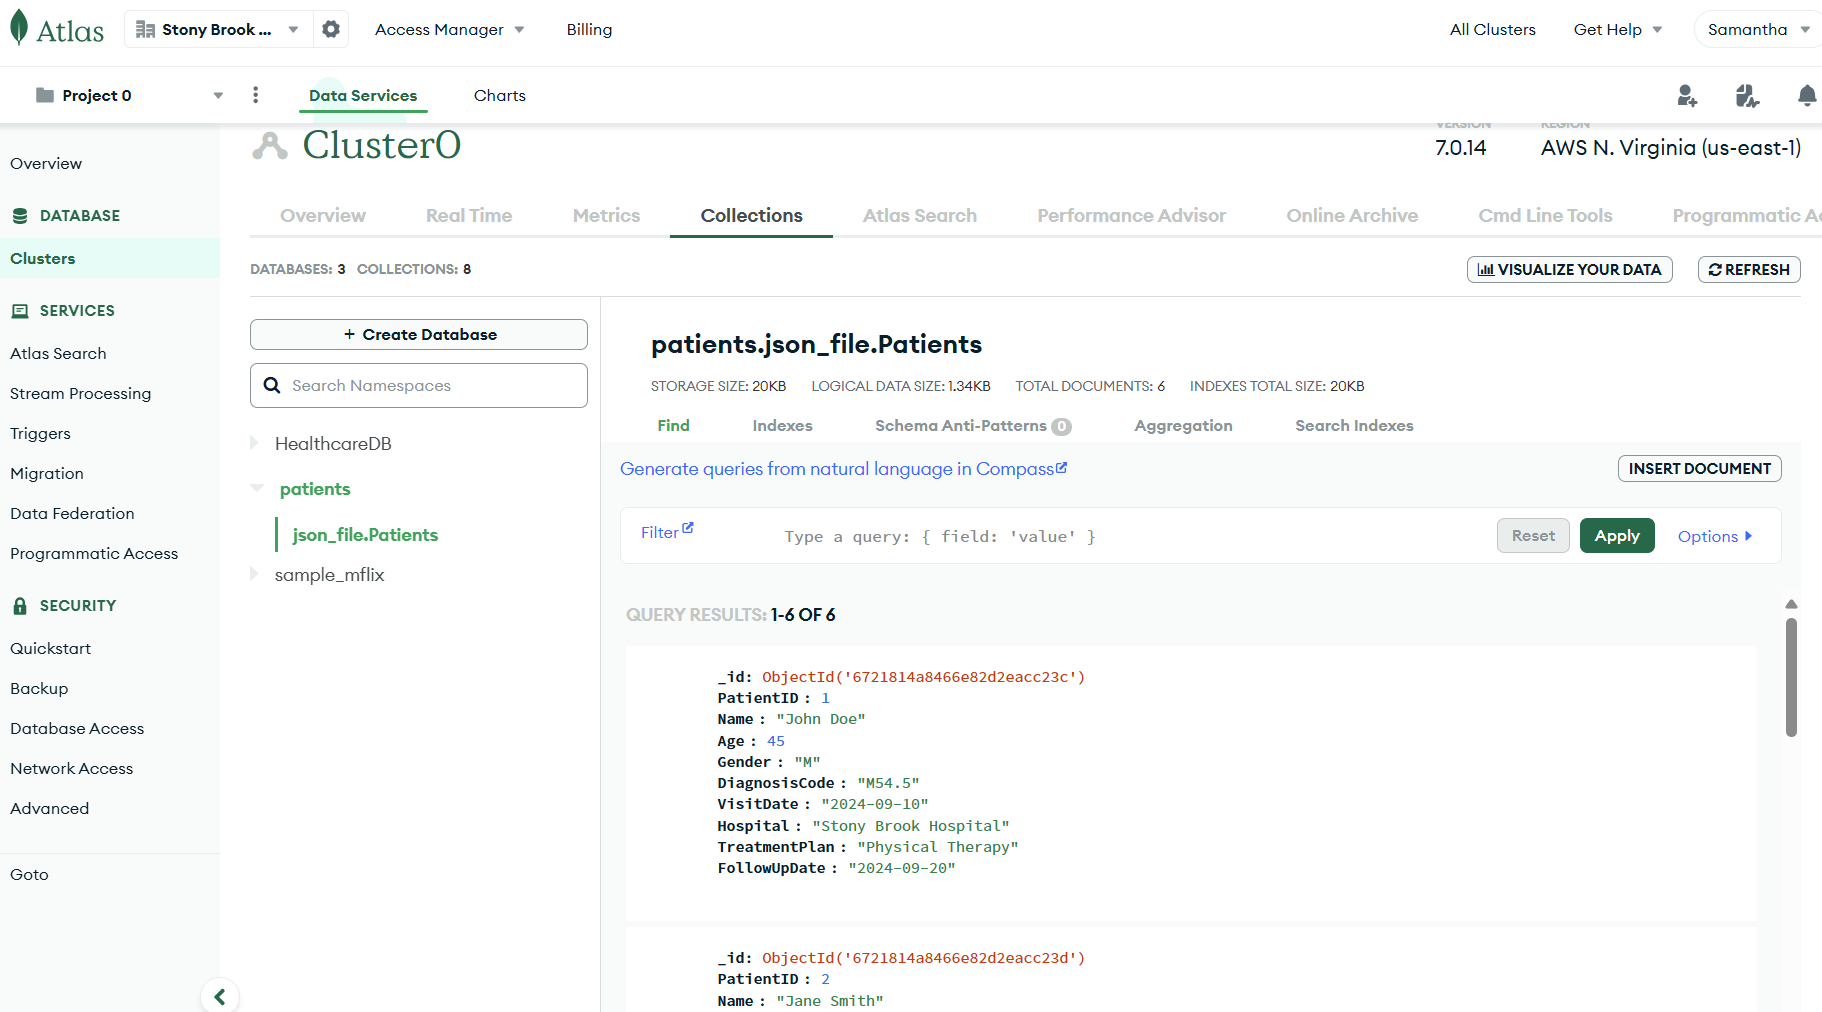 Atlas
Stony Brook ...
Access Manager
Billing
All Clusters
Get Help
Samantha
Project 0
Data Services
Charts
Cluster0
VERSION
REGION
7.0.14
AWS N. Virginia (us-east-1)
Overview
DATABASE
Clusters
SERVICES
Atlas Search
Stream Processing
Triggers
Migration
Data Federation
Programmatic Access
SECURITY
Quickstart
Backup
Database Access
Network Access
Advanced
Goto
Overview
Real Time
Metrics
Collections
Atlas Search
Performance Advisor
Online Archive
Cmd Line Tools
Programmatic Ac
DATABASES: 3 COLLECTIONS: 8
VISUALIZE YOUR DATA
REFRESH
+ Create Database
Search Namespaces
HealthcareDB
patients
json_file.Patients
sample_mflix
patients.json_file.Patients
STORAGE SIZE: 20KB LOGICAL DATA SIZE: 1.34KB TOTAL DOCUMENTS: 6 INDEXES TOTAL SIZE: 20KB
Find
Indexes
Schema Anti-Patterns 0
Aggregation
Search Indexes
Generate queries from natural language in Compass
INSERT DOCUMENT
Filter
Type a query: { field: 'value' }
Reset
Apply
Options
QUERY RESULTS: 1-6 OF 6
_id: ObjectId('6721814a8466e82d2eacc23c')
PatientID : 1
Name : "John Doe"
Age : 45
Gender : "M"
DiagnosisCode : "M54.5"
VisitDate : "2024-09-10"
Hospital : "Stony Brook Hospital"
TreatmentPlan : "Physical Therapy"
FollowUpDate : "2024-09-20"
_id: ObjectId('6721814a8466e82d2eacc23d')
PatientID : 2
Name : "Jane Smith"